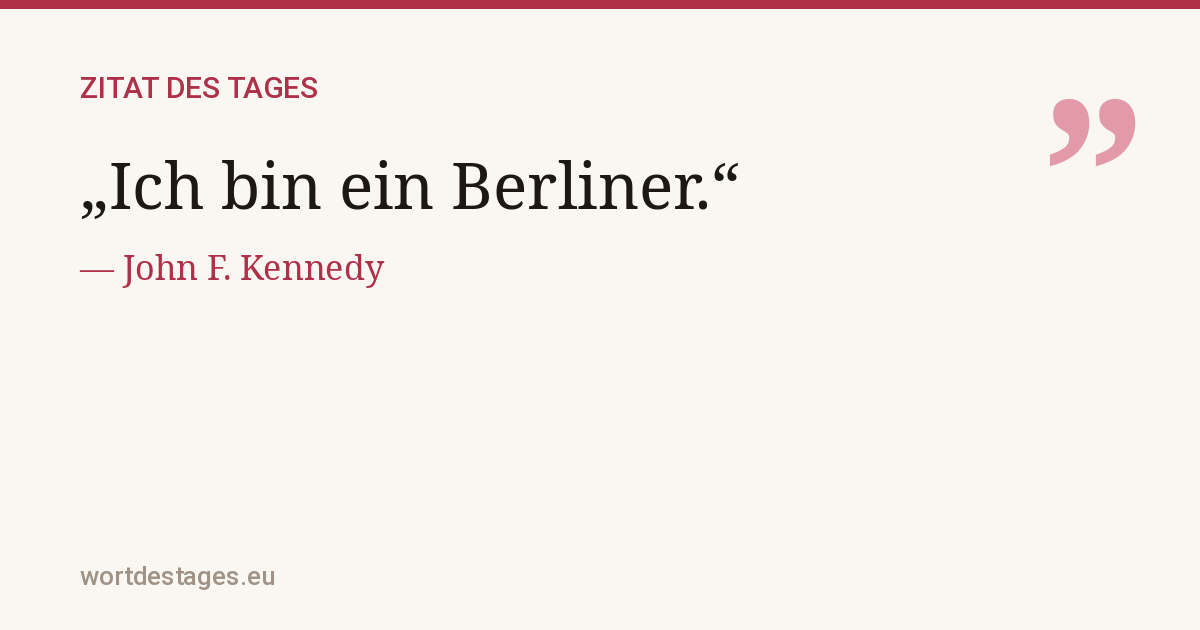 ZITAT DES TAGES
„Ich bin ein Berliner.“
— John F. Kennedy
wortdestages.eu